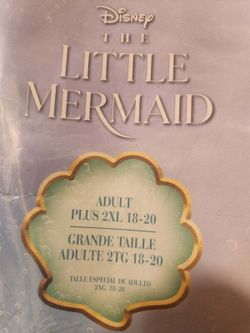 Disney
THE
LITTLE
MERMAID
ADULT
PLUS 2XL 18-20
GRANDE TAILLE
ADULTE 2TG 18-20
TALLE ESPECIAL DE ADULTO
2XG 18-20